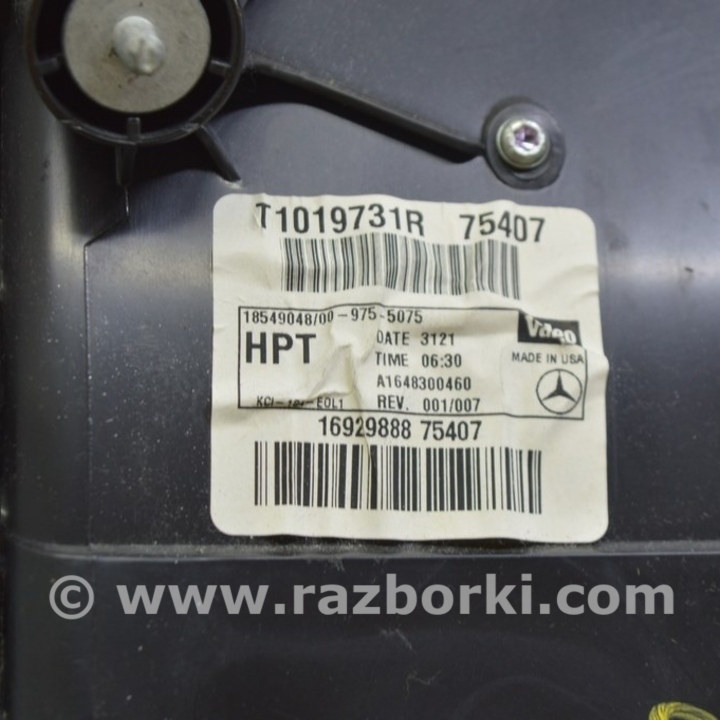 T1019731R 75407
18549048/00-975-5075
HPT
DATE 3121
TIME 06:30
A1648300460
REV. 001/007
Valeo
MADE IN USA
16929888 75407
© www.razborki.com